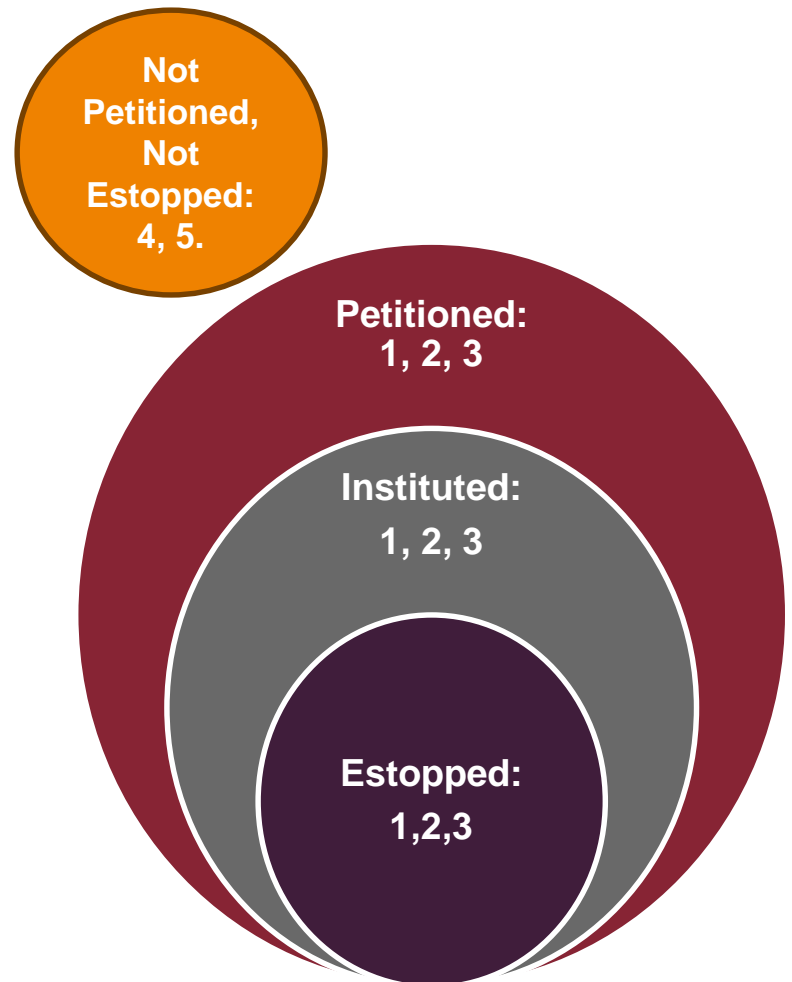 Not
Petitioned,
Not
Estopped:
4, 5.
Petitioned:
1, 2, 3
Instituted:
1, 2, 3
Estopped:
1,2,3